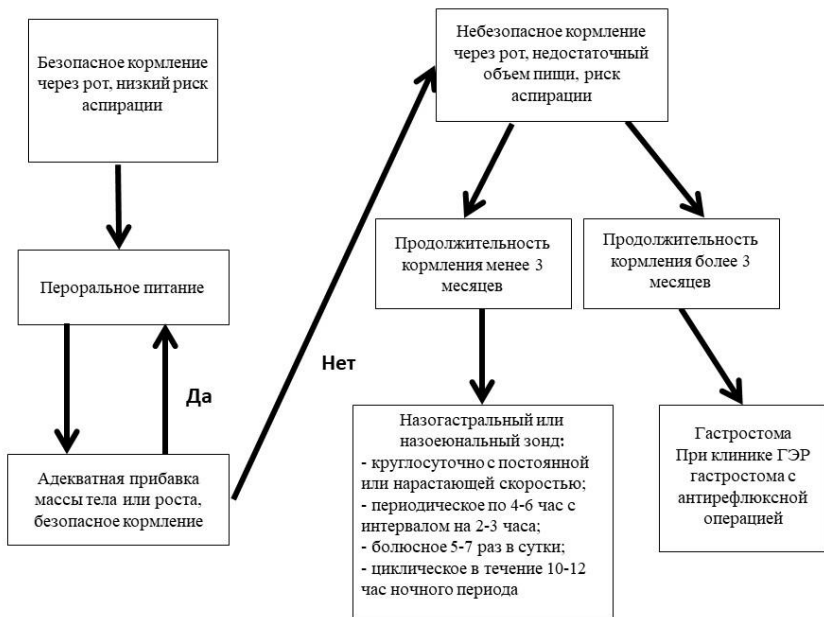 Безопасное кормление
через рот, низкий риск
аспирации
Небезопасное кормление
через рот, недостаточный
объем пищи, риск
аспирации
Пероральное питание
Продолжительность
кормления менее 3
месяцев
Продолжительность
кормления более 3
месяцев
Да
Нет
Адекватная прибавка
массы тела или роста,
безопасное кормление
Назогастральный или
назоеюнальный зонд:
- круглосуточно с постоянной
или нарастающей скоростью;
- периодическое по 4-6 час с
интервалом на 2-3 часа;
- болюсное 5-7 раз в сутки;
- циклическое в течение 10-12
час ночного периода
Гастростома
При клинике ГЭР
гастростома с
антирефлюксной
операцией